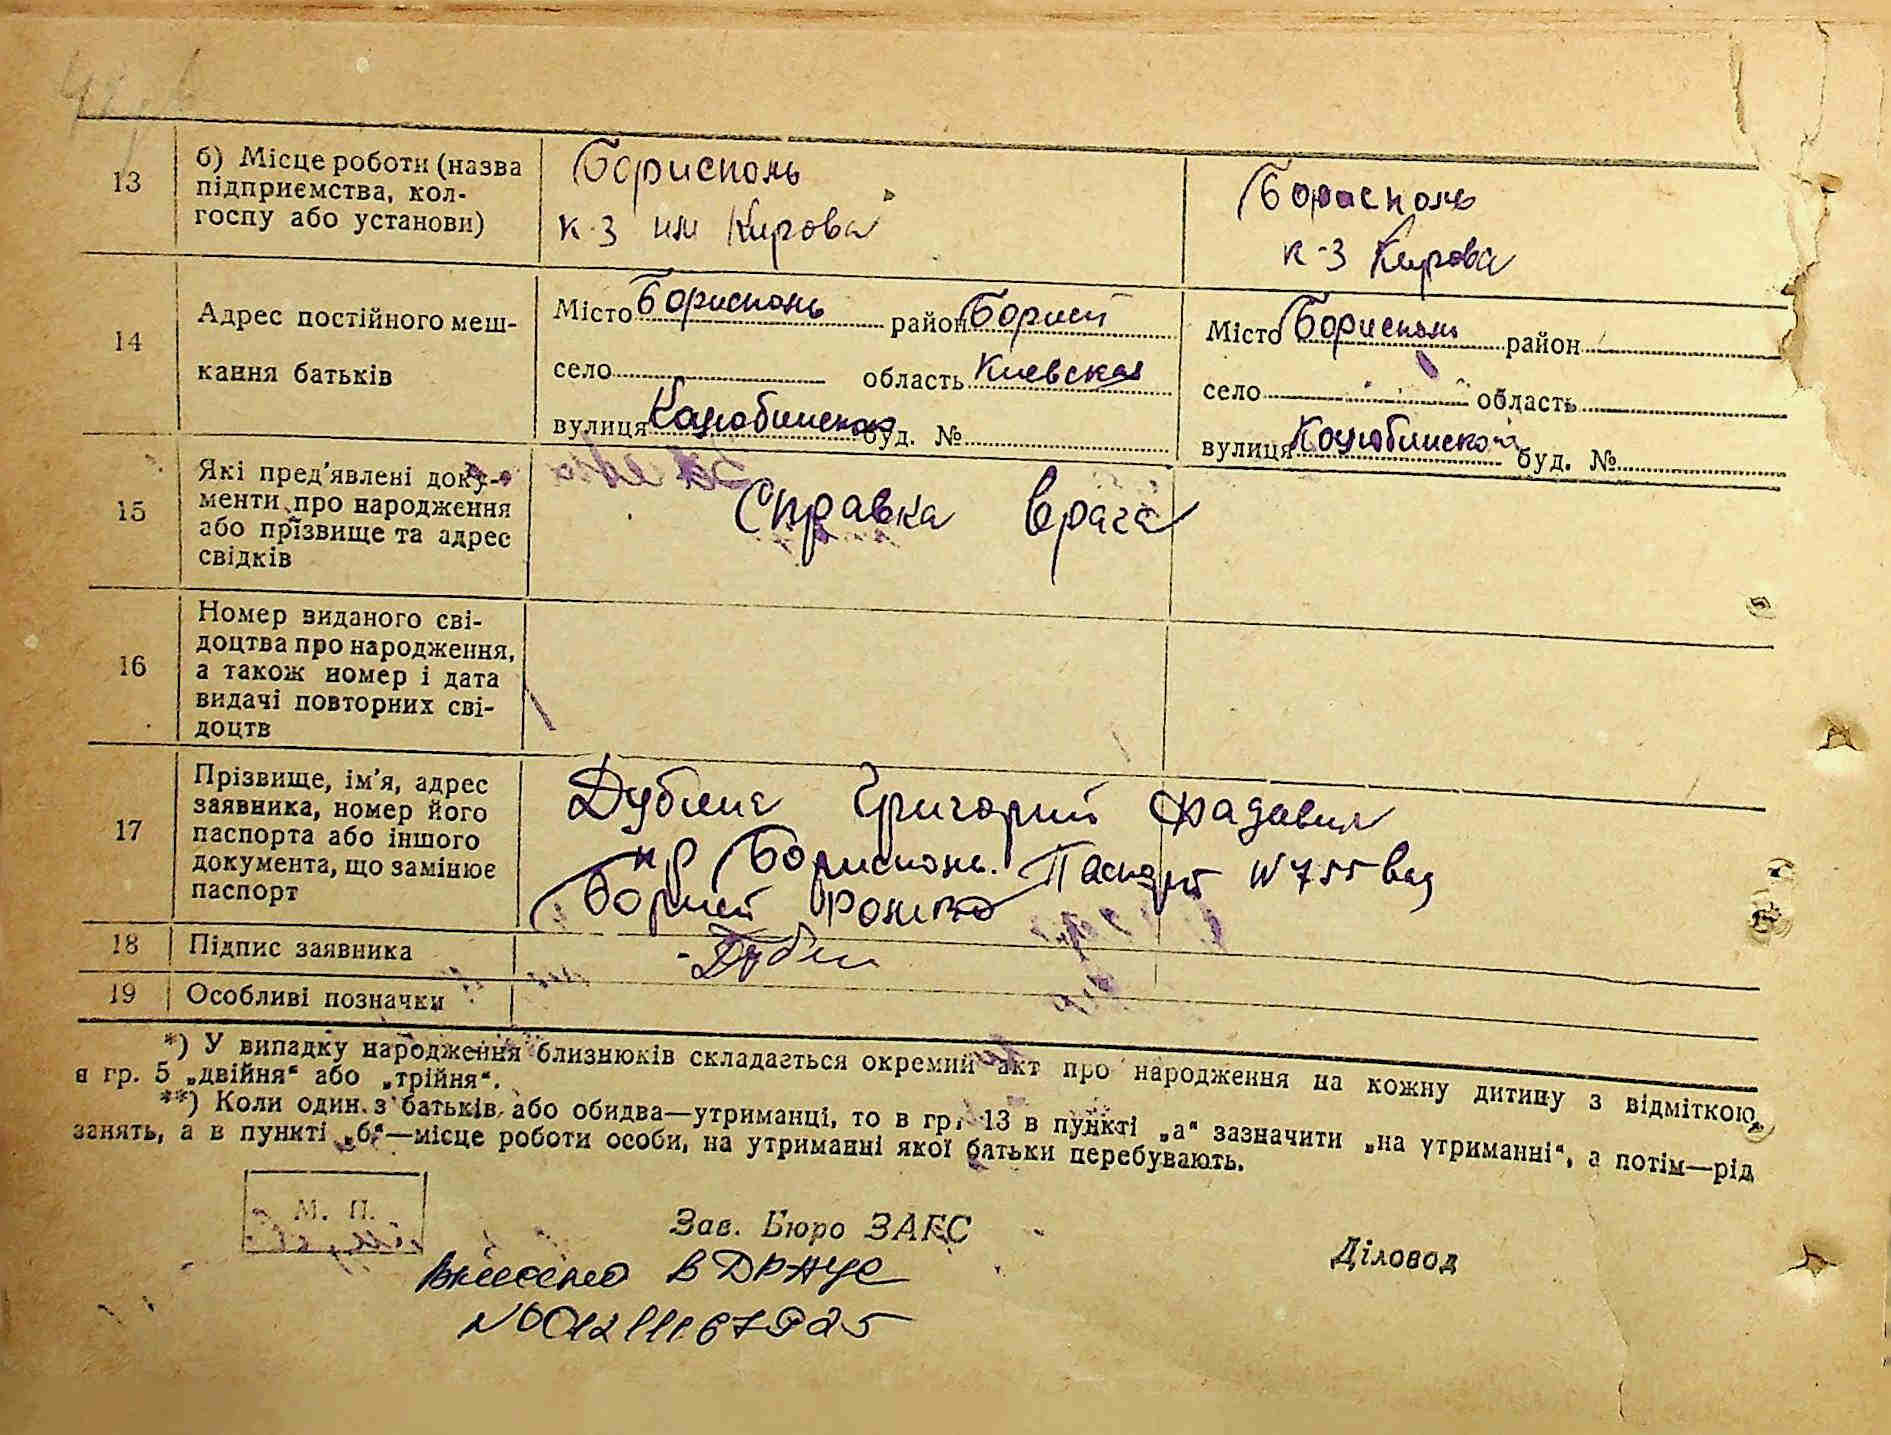 13
б) Місце роботи (назва
підприємства, кол-
госпу або установи)
Борисполь
к-з им Кирова
Борисполь
к-з Кирова
14
Адрес постійного меш-
кання батьків
Місто Борисполь район Борисп
село область Киевская
вулиця Коцюбинского буд. №
Місто Борисполь район
село область
вулиця Коцюбинского буд. №
15
Які пред'явлені доку-
менти про народження
або прізвище та адрес
свідків
Справка врача
16
Номер виданого сві-
доцтва про народження,
а також номер і дата
видачі повторних сві-
доцтв
17
Прізвище, ім'я, адрес
заявника, номер його
паспорта або іншого
документа, що замінює
паспорт
Дубина Григорий
Борисполь. Паспорт № 755 выд
18
Підпис заявника
Дубин
19
Особливі позначки
*) У випадку народження близнюків складається окремий акт про народження на кожну дитину з відміткою
в гр. 5 „двійня“ або „трійня“.
**) Коли один з батьків або обидва—утриманці, то в гр. 13 в пункті „а“ зазначити „на утриманні“, а потім—рід
занять, а в пункті „б“—місце роботи особи, на утриманні якої батьки перебувають.
М. П.
Зав. Бюро ЗАГС
Діловод
Внесено в ДРАЦС